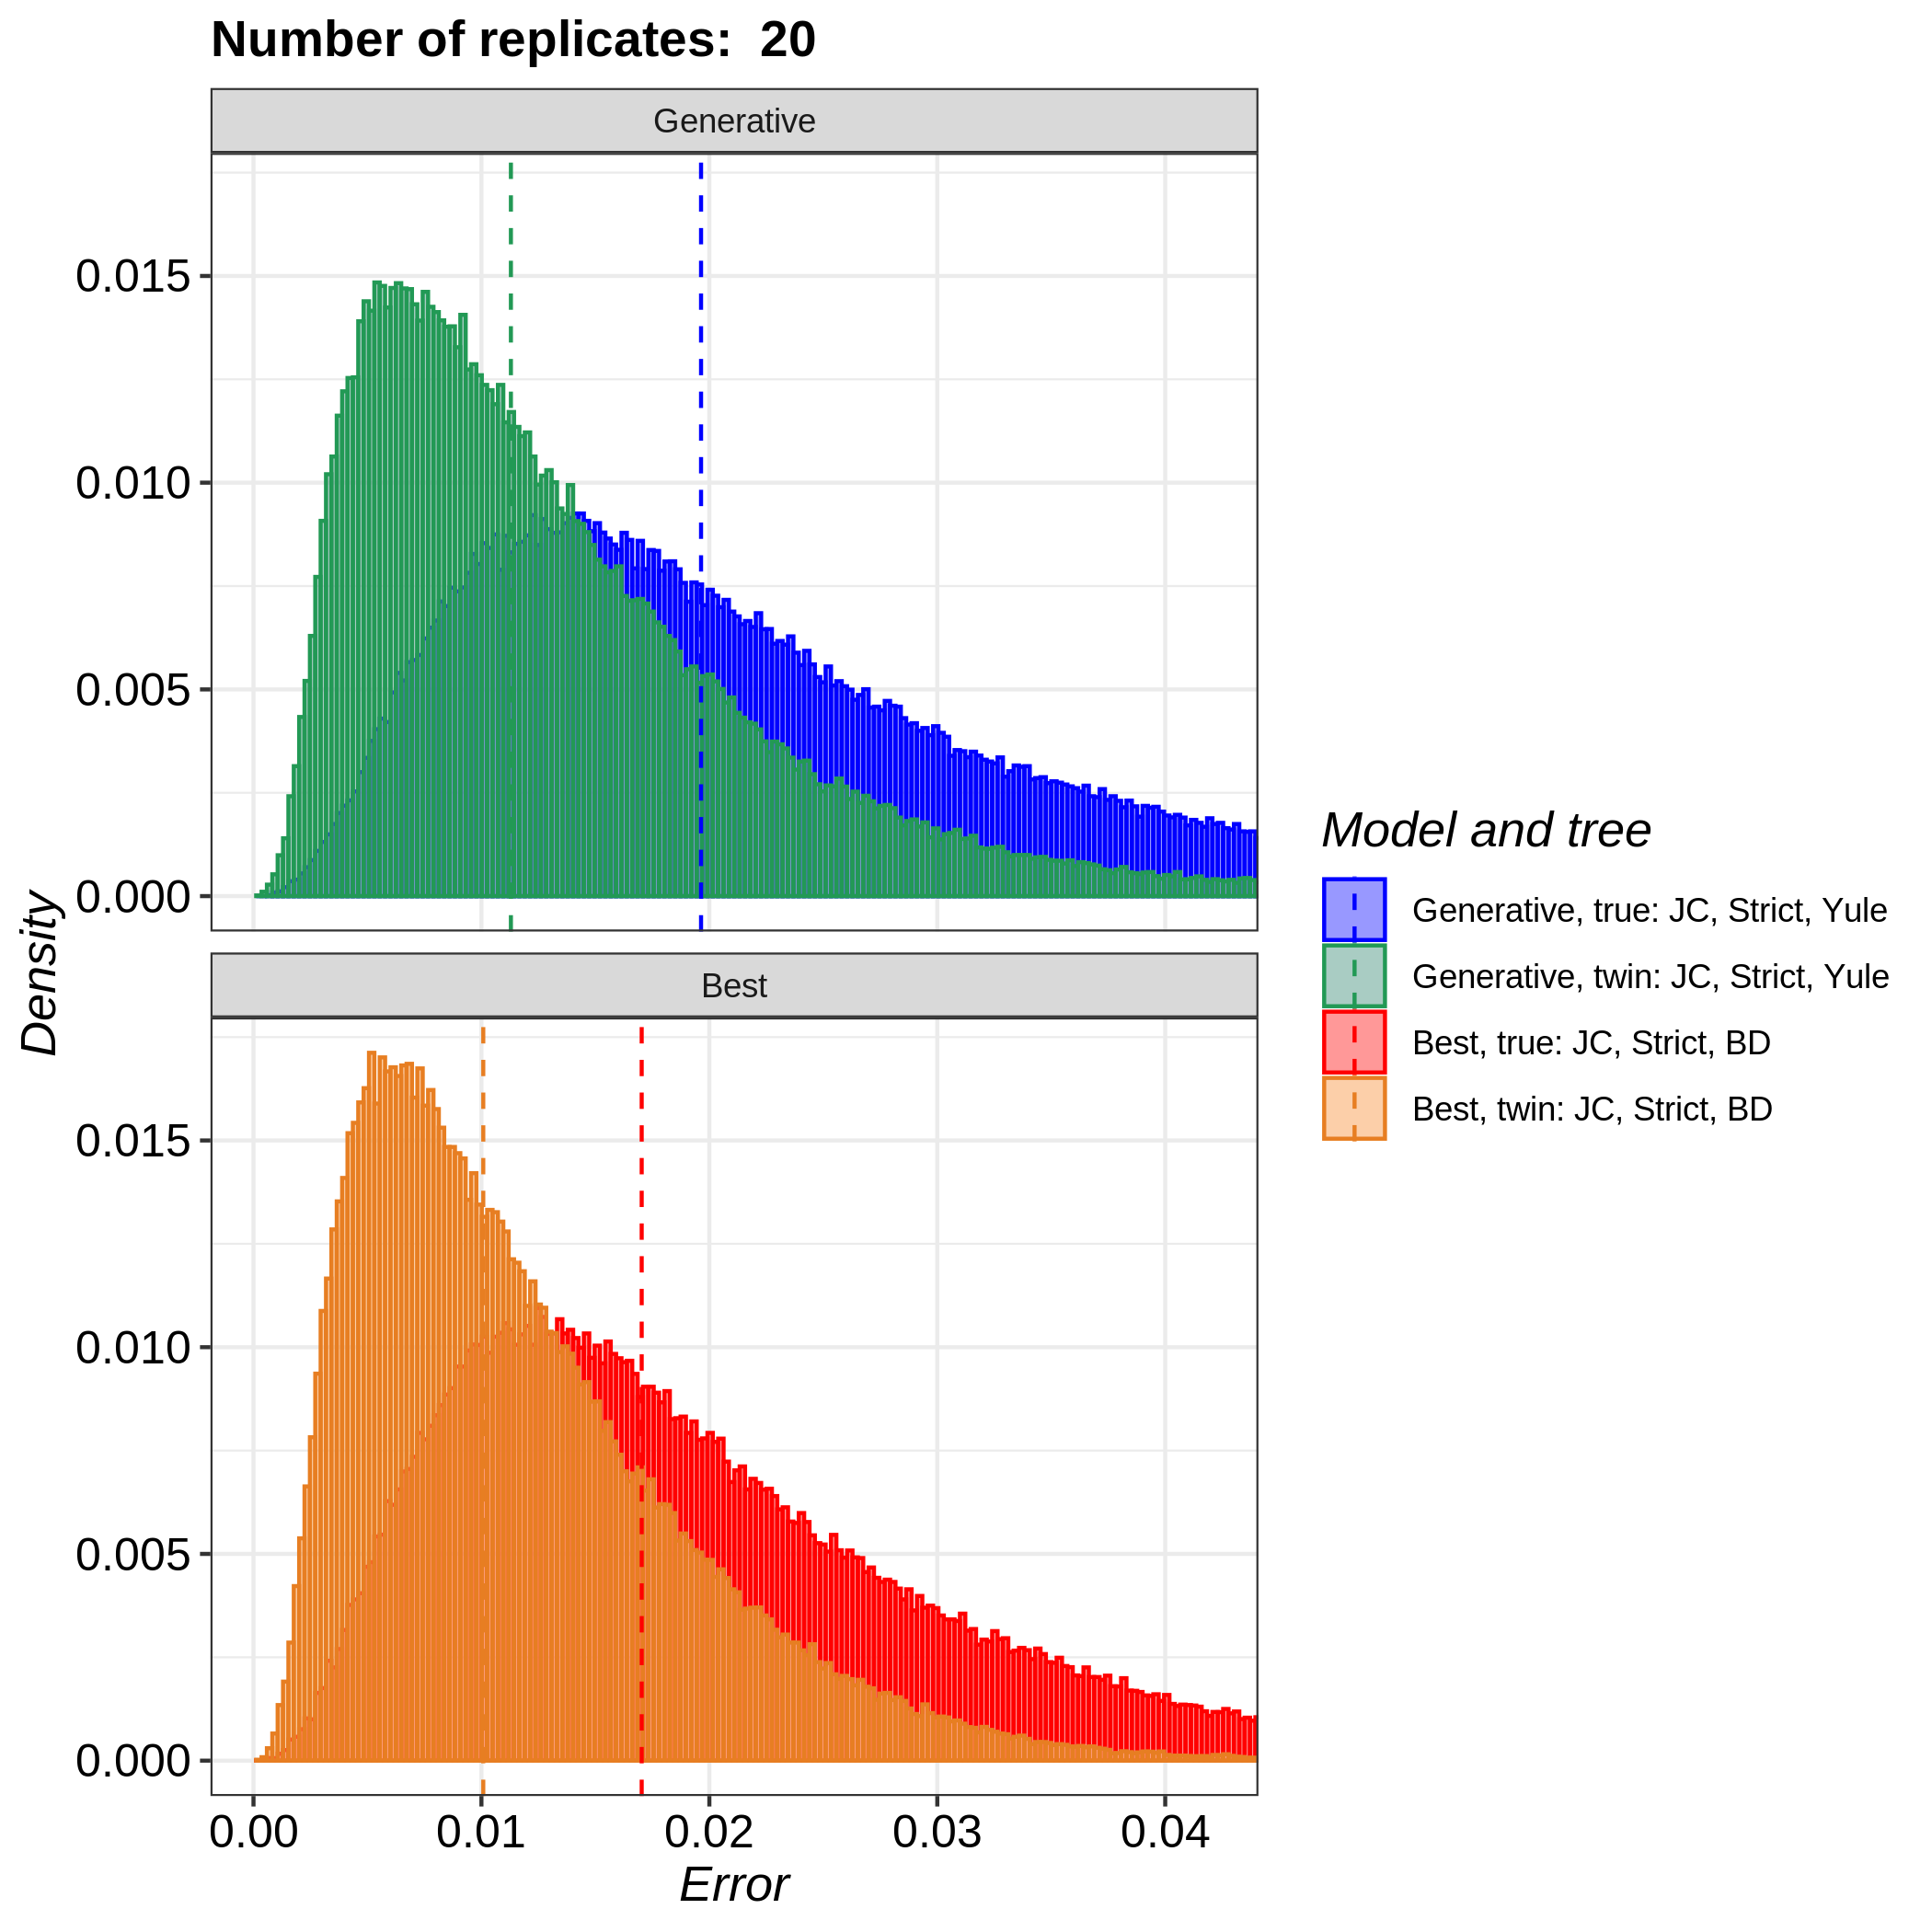 Number of replicates:  20
Generative
0.015
0.010
0.005
0.000
Best
0.015
0.010
0.005
0.000
0.00 0.01 0.02 0.03 0.04
Error
Density
Model and tree
Generative, true: JC, Strict, Yule
Generative, twin: JC, Strict, Yule
Best, true: JC, Strict, BD
Best, twin: JC, Strict, BD